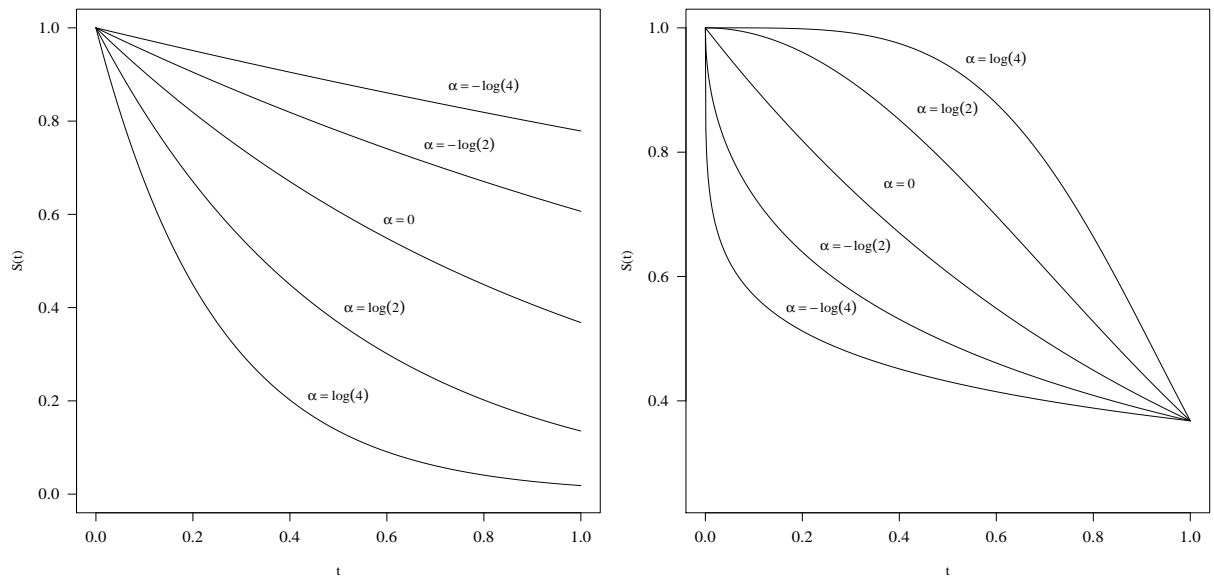 1.0
0.8
0.6
0.4
0.2
0.0
S(t)
α = −log(4)
α = −log(2)
α = 0
α = log(2)
α = log(4)
0.0 0.2 0.4 0.6 0.8 1.0
t
1.0
0.8
0.6
0.4
S(t)
α = log(4)
α = log(2)
α = 0
α = −log(2)
α = −log(4)
0.0 0.2 0.4 0.6 0.8 1.0
t